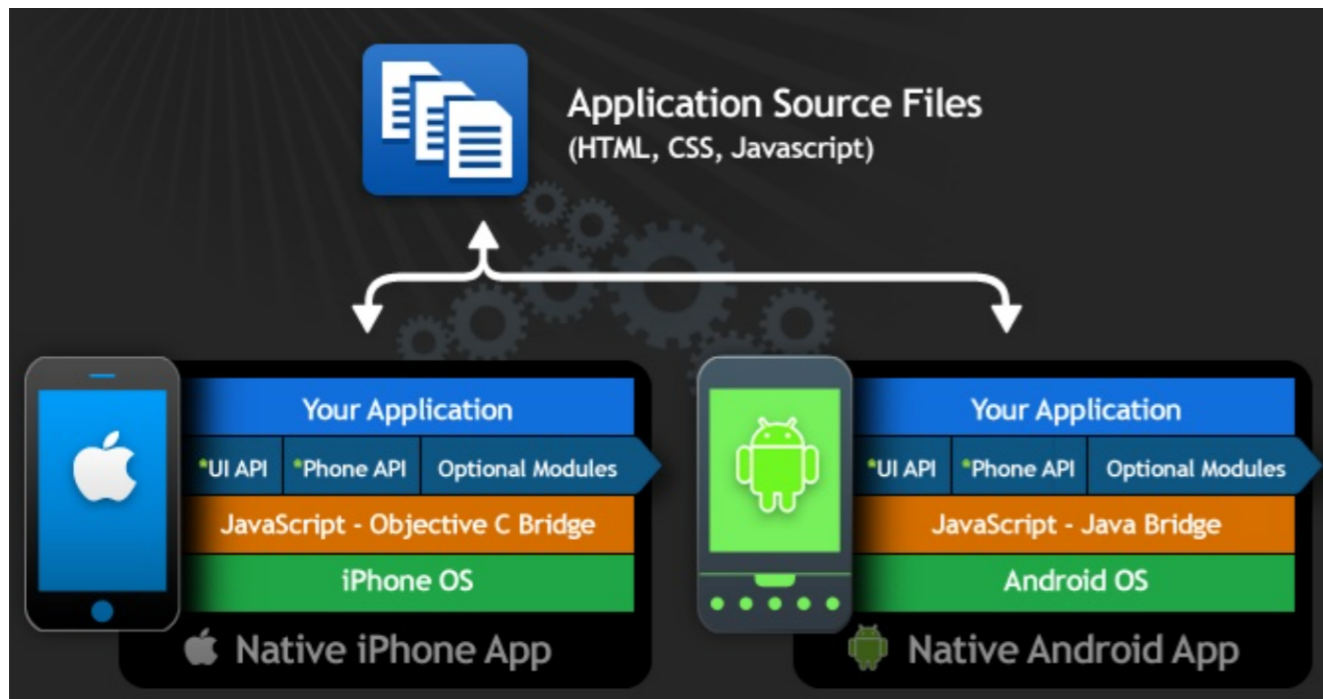 Application Source Files
(HTML, CSS, Javascript)
Your Application
*UI API *Phone API Optional Modules
JavaScript - Objective C Bridge
iPhone OS
Native iPhone App
Your Application
*UI API *Phone API Optional Modules
JavaScript - Java Bridge
Android OS
Native Android App